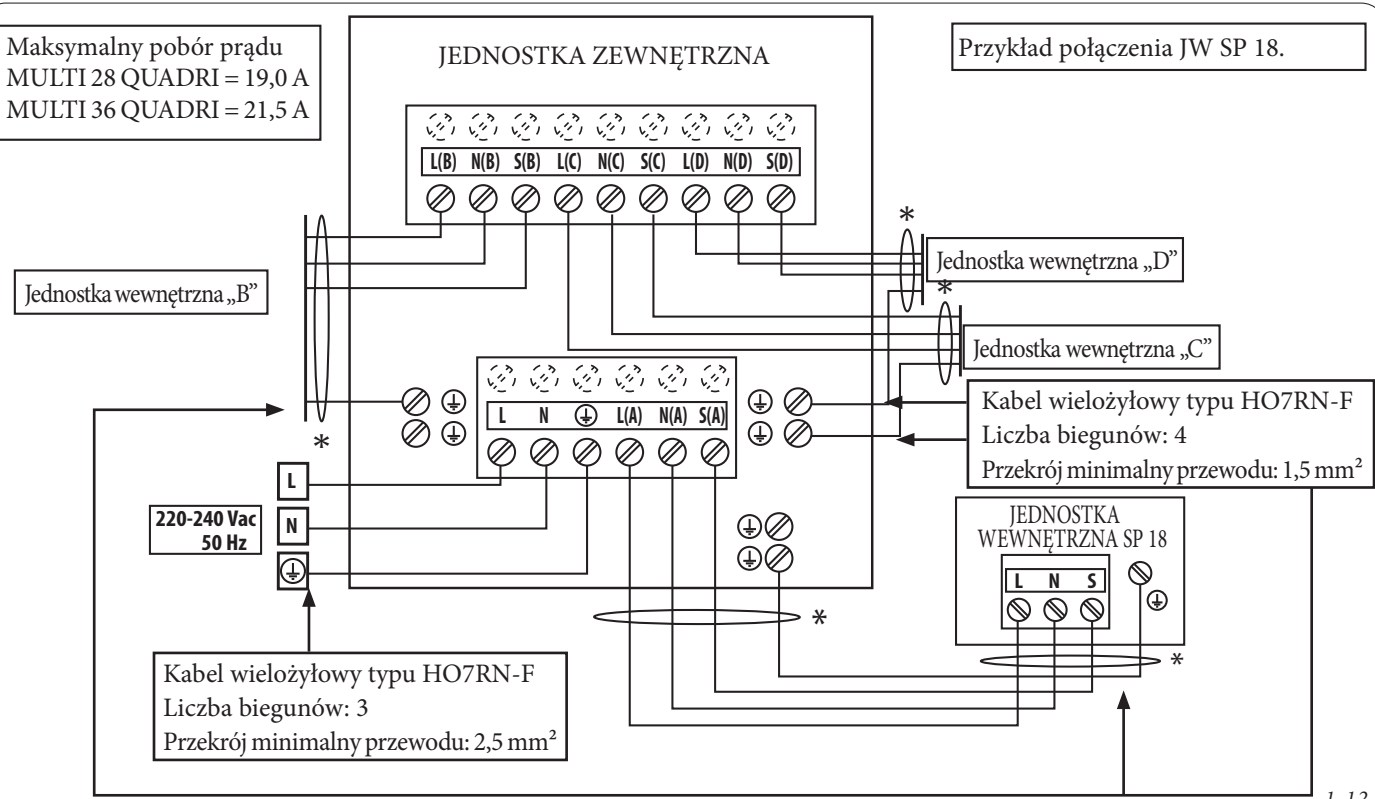 Maksymalny pobór prądu
MULTI 28 QUADRI = 19,0 A
MULTI 36 QUADRI = 21,5 A
JEDNOSTKA ZEWNĘTRZNA
Przykład połączenia JW SP 18.
L(B) N(B) S(B) L(C) N(C) S(C) L(D) N(D) S(D)
*
Jednostka wewnętrzna „D”
*
Jednostka wewnętrzna „B”
Jednostka wewnętrzna „C”
L N L(A) N(A) S(A)
*
Kabel wielożyłowy typu HO7RN-F
Liczba biegunów: 4
Przekrój minimalny przewodu: 1,5 mm²
220-240 Vac
50 Hz
L
N
JEDNOSTKA
WEWNĘTRZNA SP 18
L N S
*
*
Kabel wielożyłowy typu HO7RN-F
Liczba biegunów: 3
Przekrój minimalny przewodu: 2,5 mm²